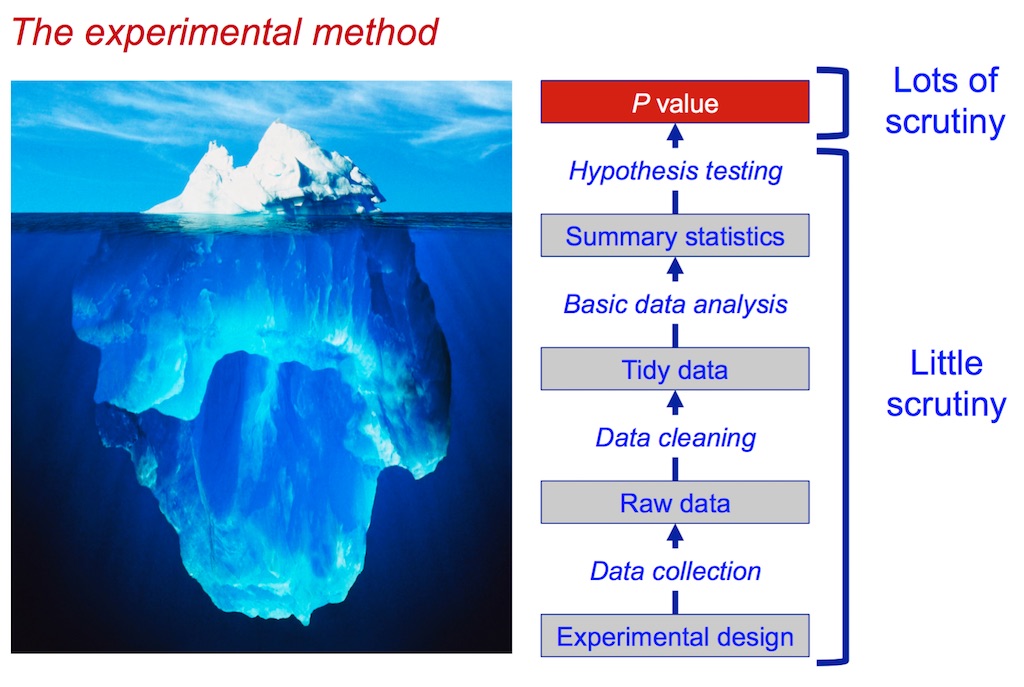 The experimental method
P value
Lots of
scrutiny
Hypothesis testing
Summary statistics
Basic data analysis
Tidy data
Little
scrutiny
Data cleaning
Raw data
Data collection
Experimental design